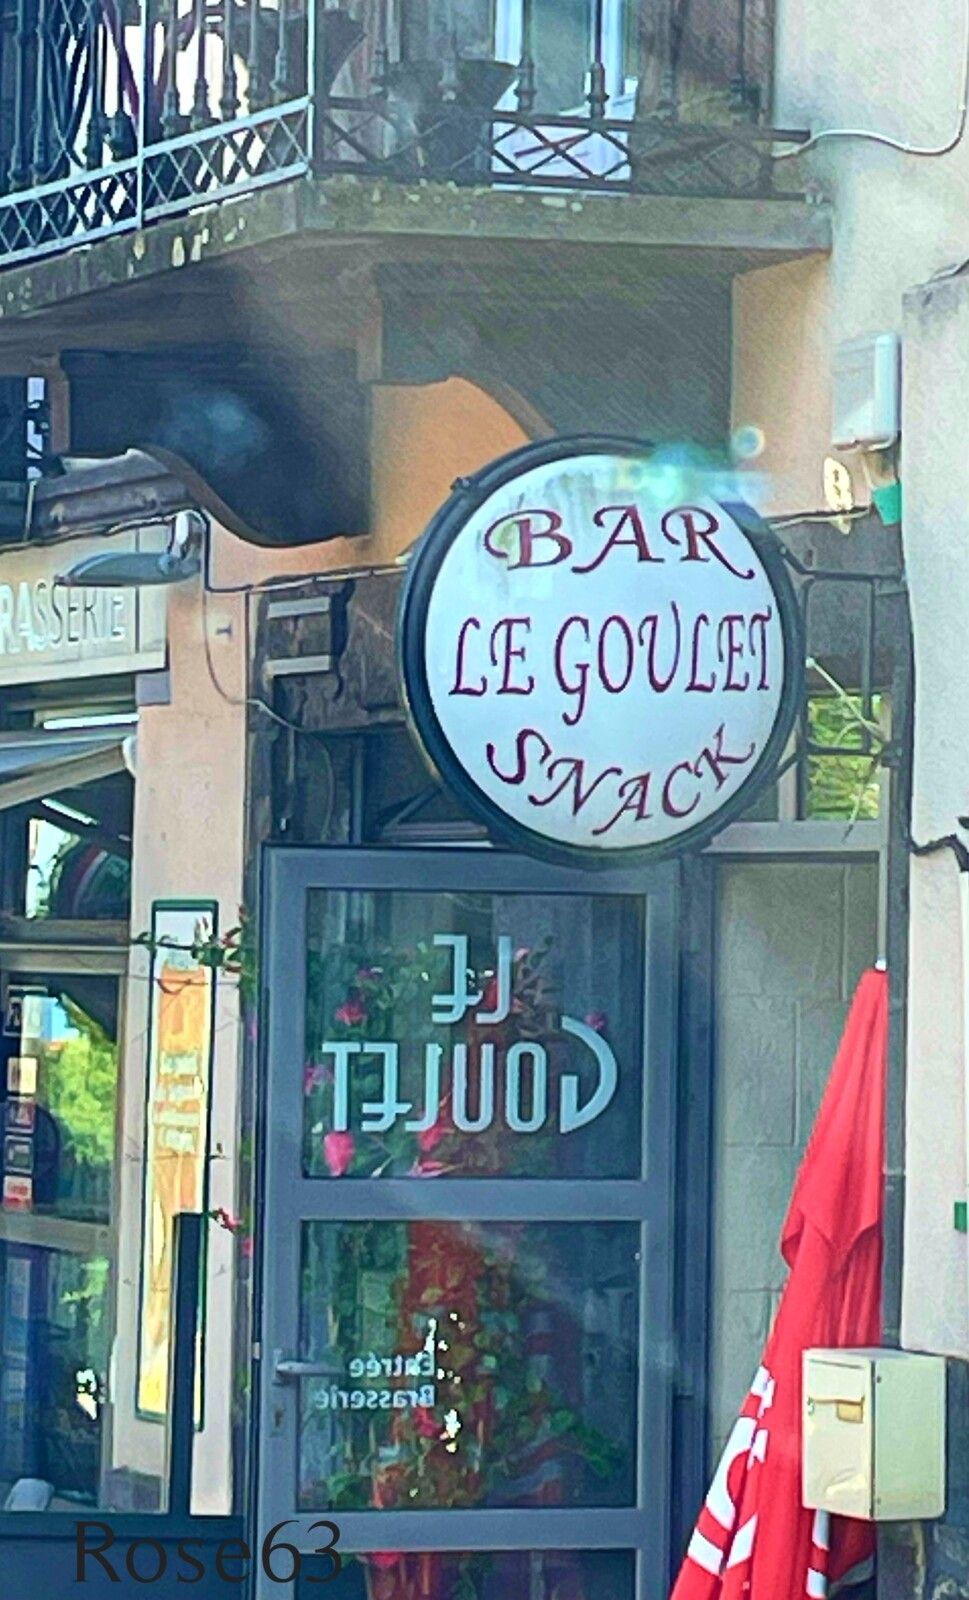 BAR
LE GOULET
SNACK
RASSERIE
LE
GOULET
Entrée
Brasserie
Rose63